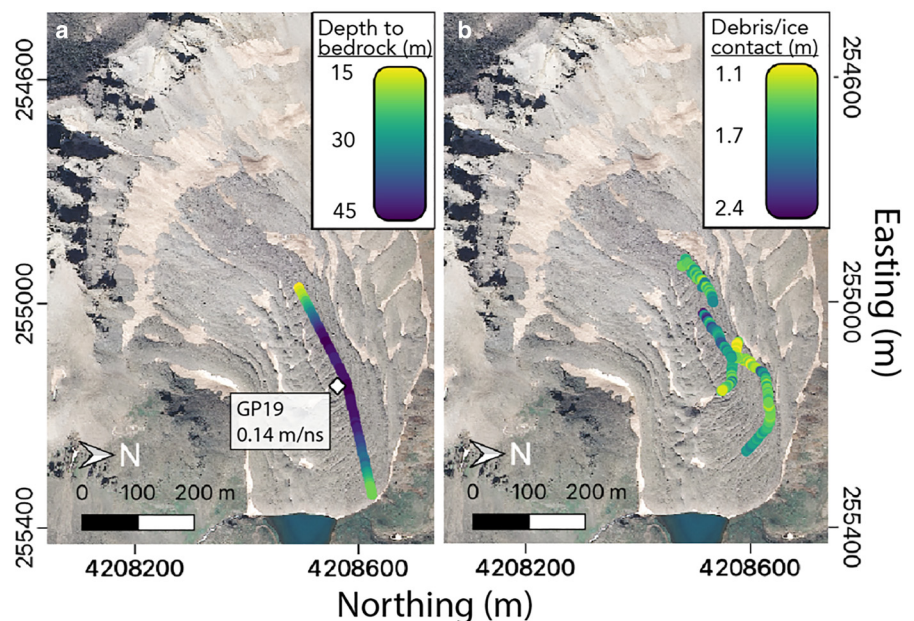 a
Depth to
bedrock (m)
15
30
45
b
Debris/ice
contact (m)
1.1
1.7
2.4
254600
255000
255400
254600
255000
255400
Easting (m)
GP19
0.14 m/ns
N
0 100 200 m
N
0 100 200 m
4208200 4208600 4208200 4208600
Northing (m)